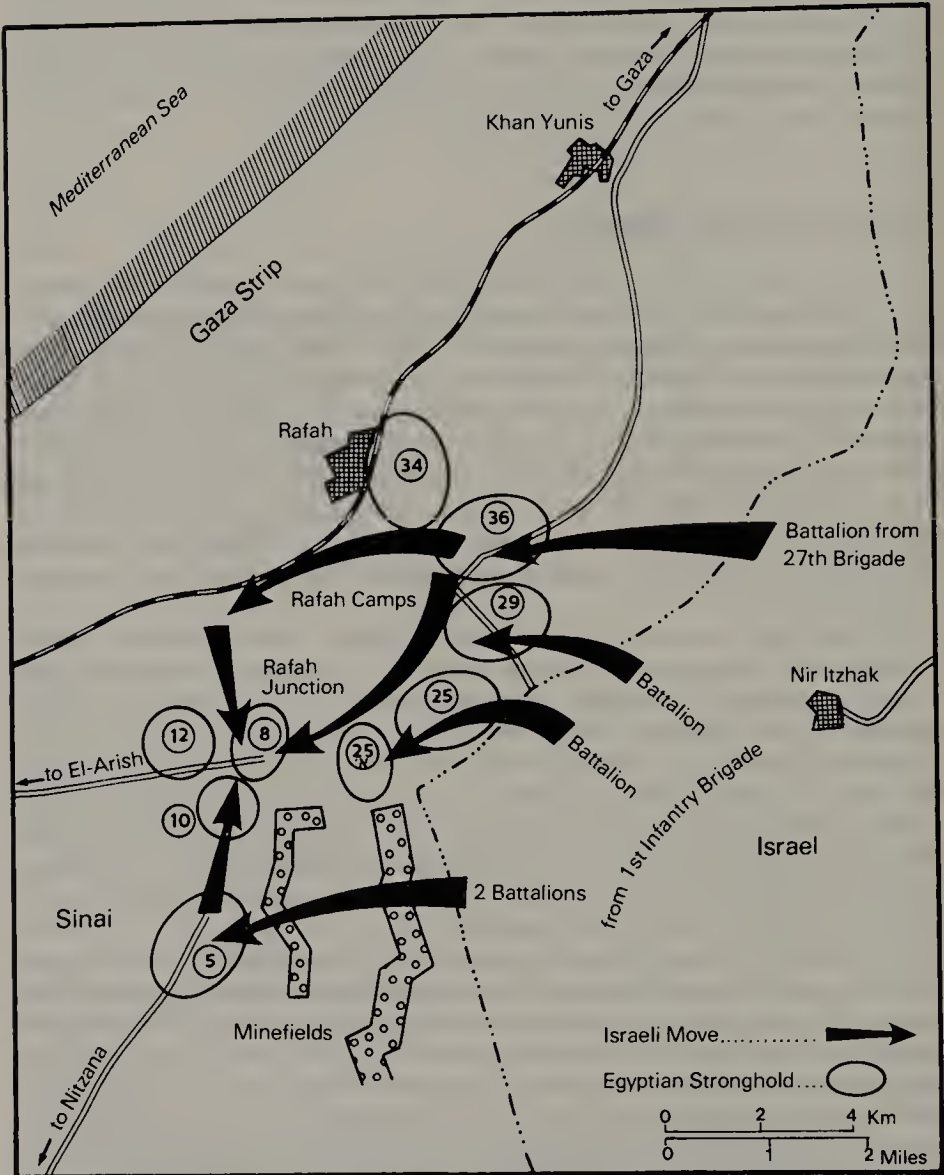 to Gaza
Mediterranean Sea
Khan Yunis
Gaza Strip
Rafah
34
36
Battalion from
27th Brigade
Rafah Camps
29
Rafah
Junction
Nir Itzhak
25
Battalion
12
8
25
Battalion
to El-Arish
10
from 1st Infantry Brigade
Israel
2 Battalions
Sinai
5
Minefields
Israeli Move............
to Nitzana
Egyptian Stronghold....
0 2 4 Km
0 1 2 Miles